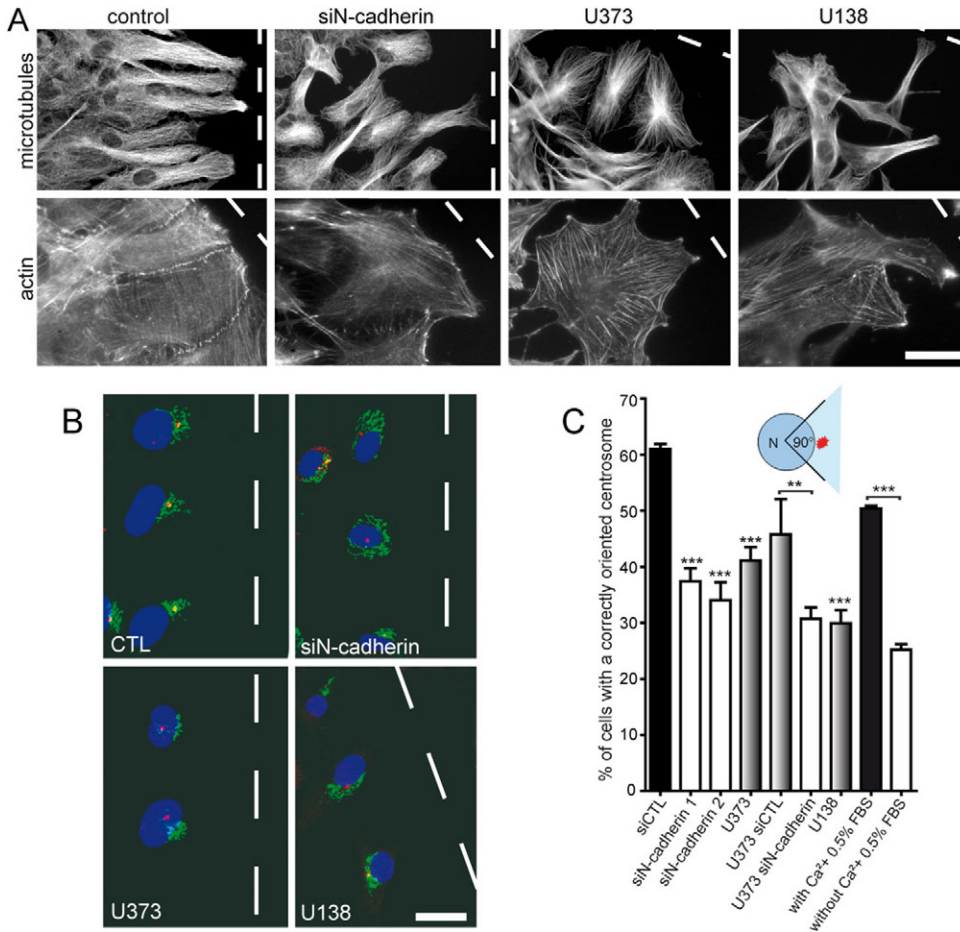 A
control
siN-cadherin
U373
U138
microtubules
actin
B
CTL
siN-cadherin
U373
U138
C
% of cells with a correctly oriented centrosome
70
60
50
40
30
20
10
0
N
90°
***
***
***
**
***
***
siCTL
siN-cadherin 1
siN-cadherin 2
U373
U373 siCTL
U373 siN-cadherin
U138
with Ca²+ 0.5% FBS
without Ca²+ 0.5% FBS